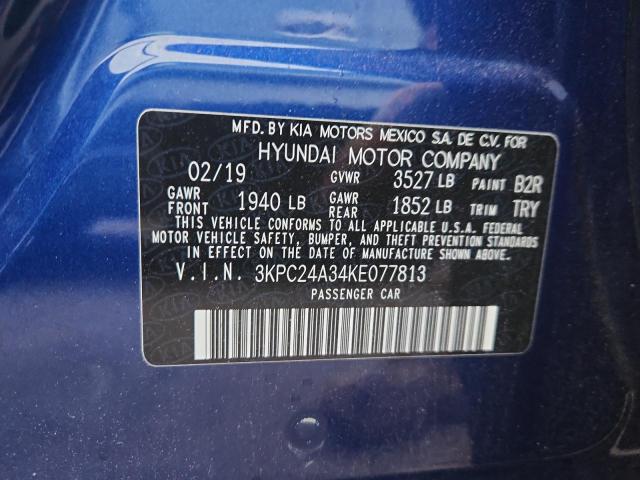 MFD. BY KIA MOTORS MEXICO S.A. DE C.V. FOR
HYUNDAI MOTOR COMPANY
02/19 GVWR 3527 LB PAINT B2R
GAWR FRONT 1940 LB GAWR REAR 1852 LB TRIM TRY
THIS VEHICLE CONFORMS TO ALL APPLICABLE U.S.A. FEDERAL
MOTOR VEHICLE SAFETY, BUMPER, AND THEFT PREVENTION STANDARDS
IN EFFECT ON THE DATE OF MANUFACTURE SHOWN ABOVE.
V.I.N. 3KPC24A34KE077813
PASSENGER CAR